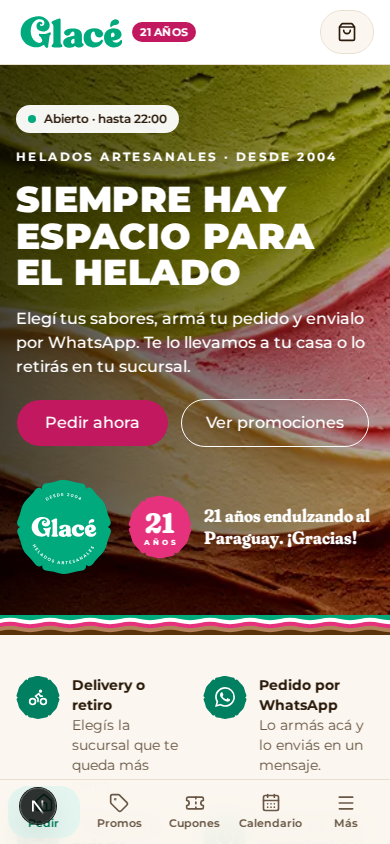 Glacé
21 AÑOS
Abierto · hasta 22:00
HELADOS ARTESANALES · DESDE 2004
SIEMPRE HAY
ESPACIO PARA
EL HELADO
Elegí tus sabores, armá tu pedido y envialo
por WhatsApp. Te lo llevamos a tu casa o lo
retirás en tu sucursal.
Pedir ahora
Ver promociones
DESDE 2004
Glacé
HELADOS ARTESANALES
21
AÑOS
21 años endulzando al
Paraguay. ¡Gracias!
Delivery o
retiro
Elegís la
sucursal que te
queda más
Pedido por
WhatsApp
Lo armás acá y
lo enviás en un
mensaje.
N
Pedir
Promos
Cupones
Calendario
Más